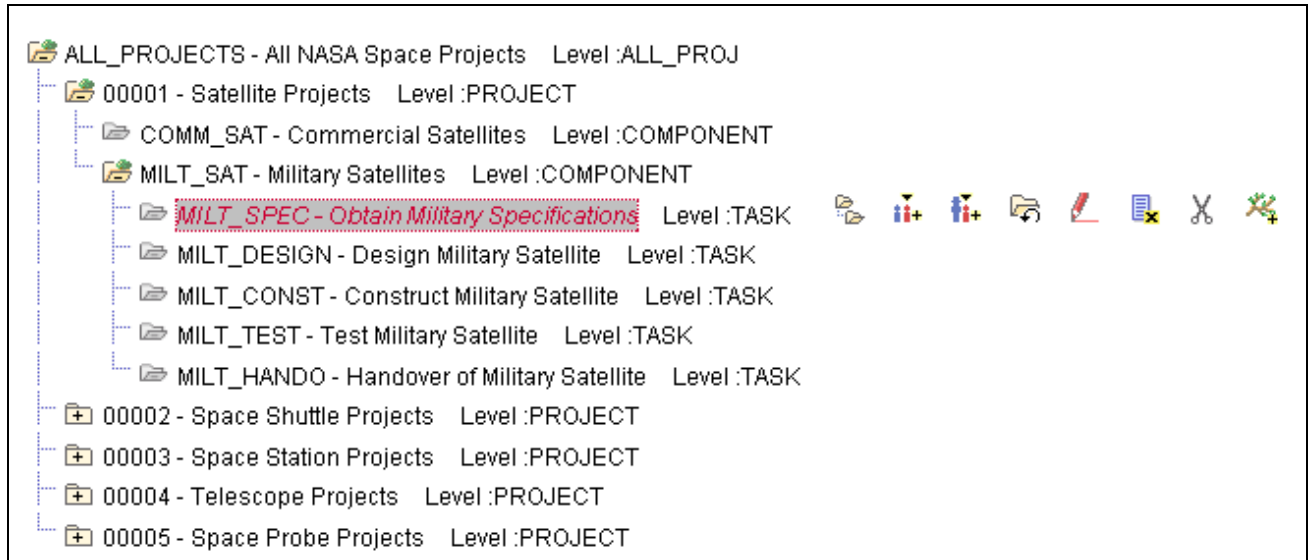 ALL_PROJECTS - All NASA Space Projects Level :ALL_PROJ
00001 - Satellite Projects Level :PROJECT
COMM_SAT - Commercial Satellites Level :COMPONENT
MILT_SAT - Military Satellites Level :COMPONENT
MILT_SPEC - Obtain Military Specifications Level :TASK
MILT_DESIGN - Design Military Satellite Level :TASK
MILT_CONST - Construct Military Satellite Level :TASK
MILT_TEST - Test Military Satellite Level :TASK
MILT_HANDO - Handover of Military Satellite Level :TASK
00002 - Space Shuttle Projects Level :PROJECT
00003 - Space Station Projects Level :PROJECT
00004 - Telescope Projects Level :PROJECT
00005 - Space Probe Projects Level :PROJECT